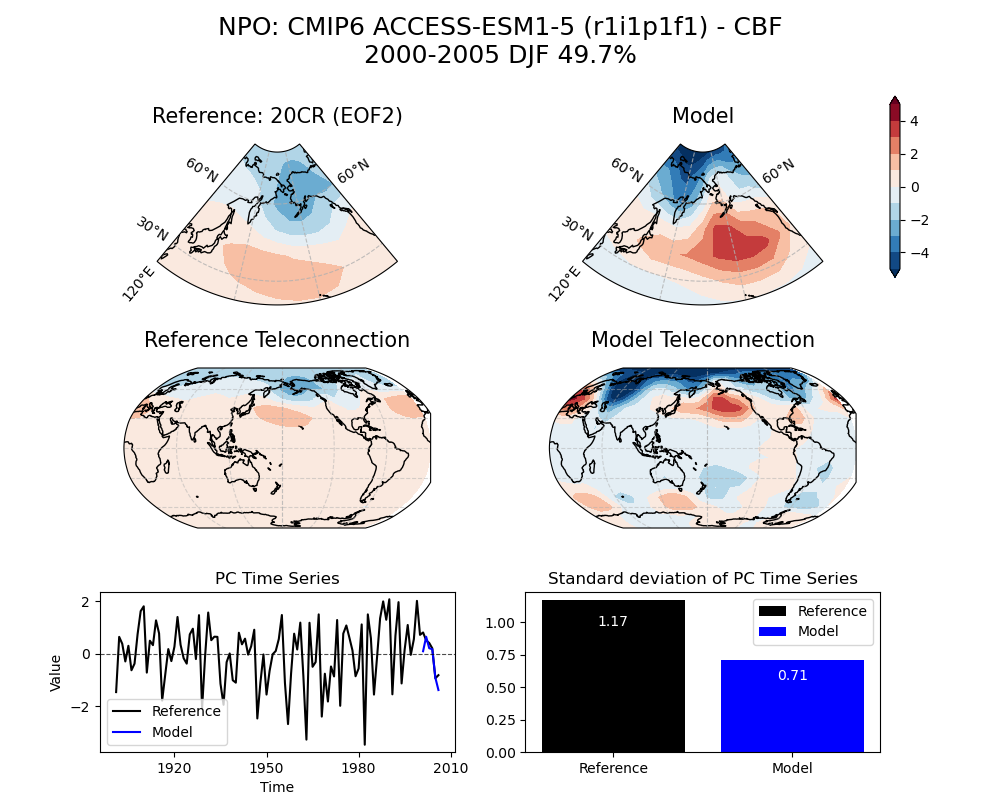 NPO: CMIP6 ACCESS-ESM1-5 (r1i1p1f1) - CBF
2000-2005 DJF 49.7%
Reference: 20CR (EOF2)
60°N
60°N
30°N
120°E
Model
60°N
60°N
30°N
120°E
4
2
0
−2
−4
Reference Teleconnection
Model Teleconnection
PC Time Series
2
0
−2
Value
Reference
Model
1920
1950
1980
2010
Time
Standard deviation of PC Time Series
1.00
0.75
0.50
0.25
0.00
1.17
0.71
Reference
Model
Reference
Model